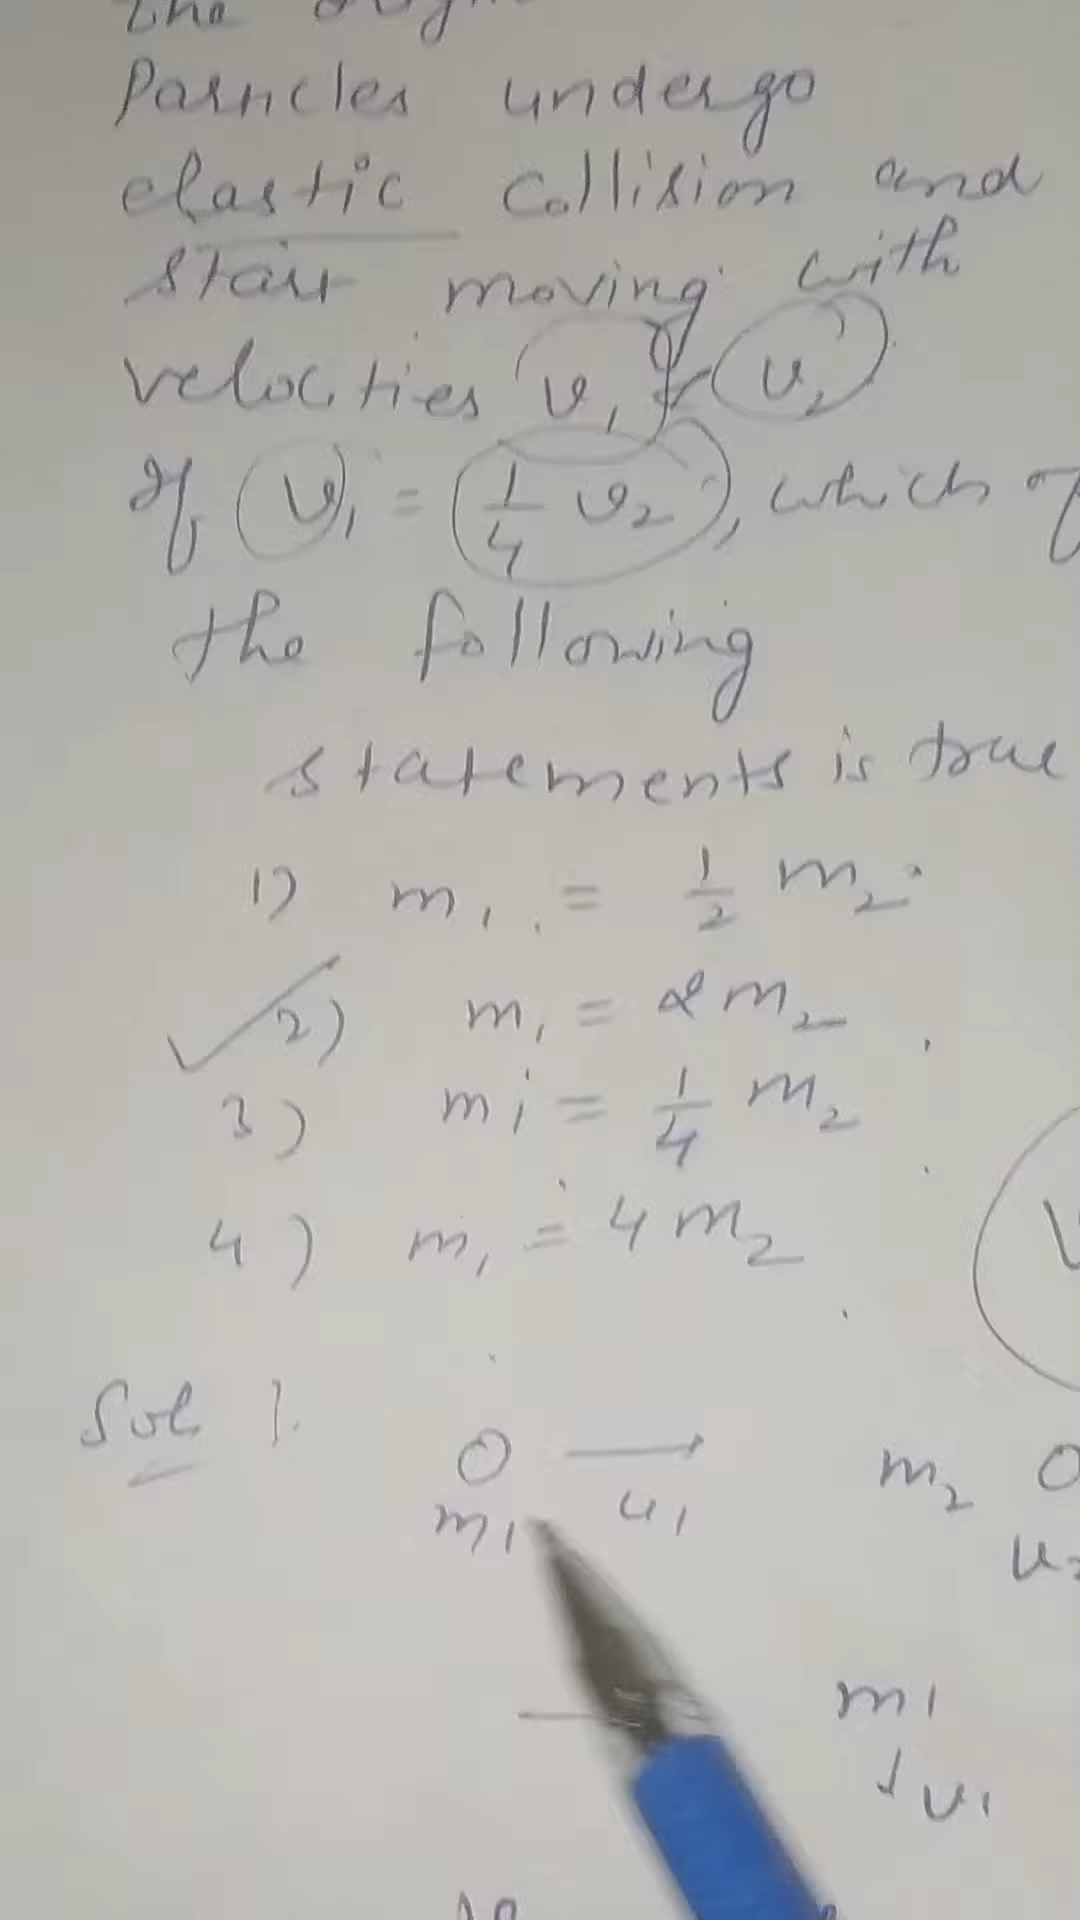 the
Particles undergo
elastic Collision and
start moving with
velocities v₁ & v₂
If v₁ = 1/4 v₂, which of
the following
statements is true
1) m₁ = 1/2 m₂
2) m₁ = 2m₂
3) m₁ = 1/4 m₂
4) m₁ = 4m₂
Sol
m₁ u₁ m₂
m₁
v₁